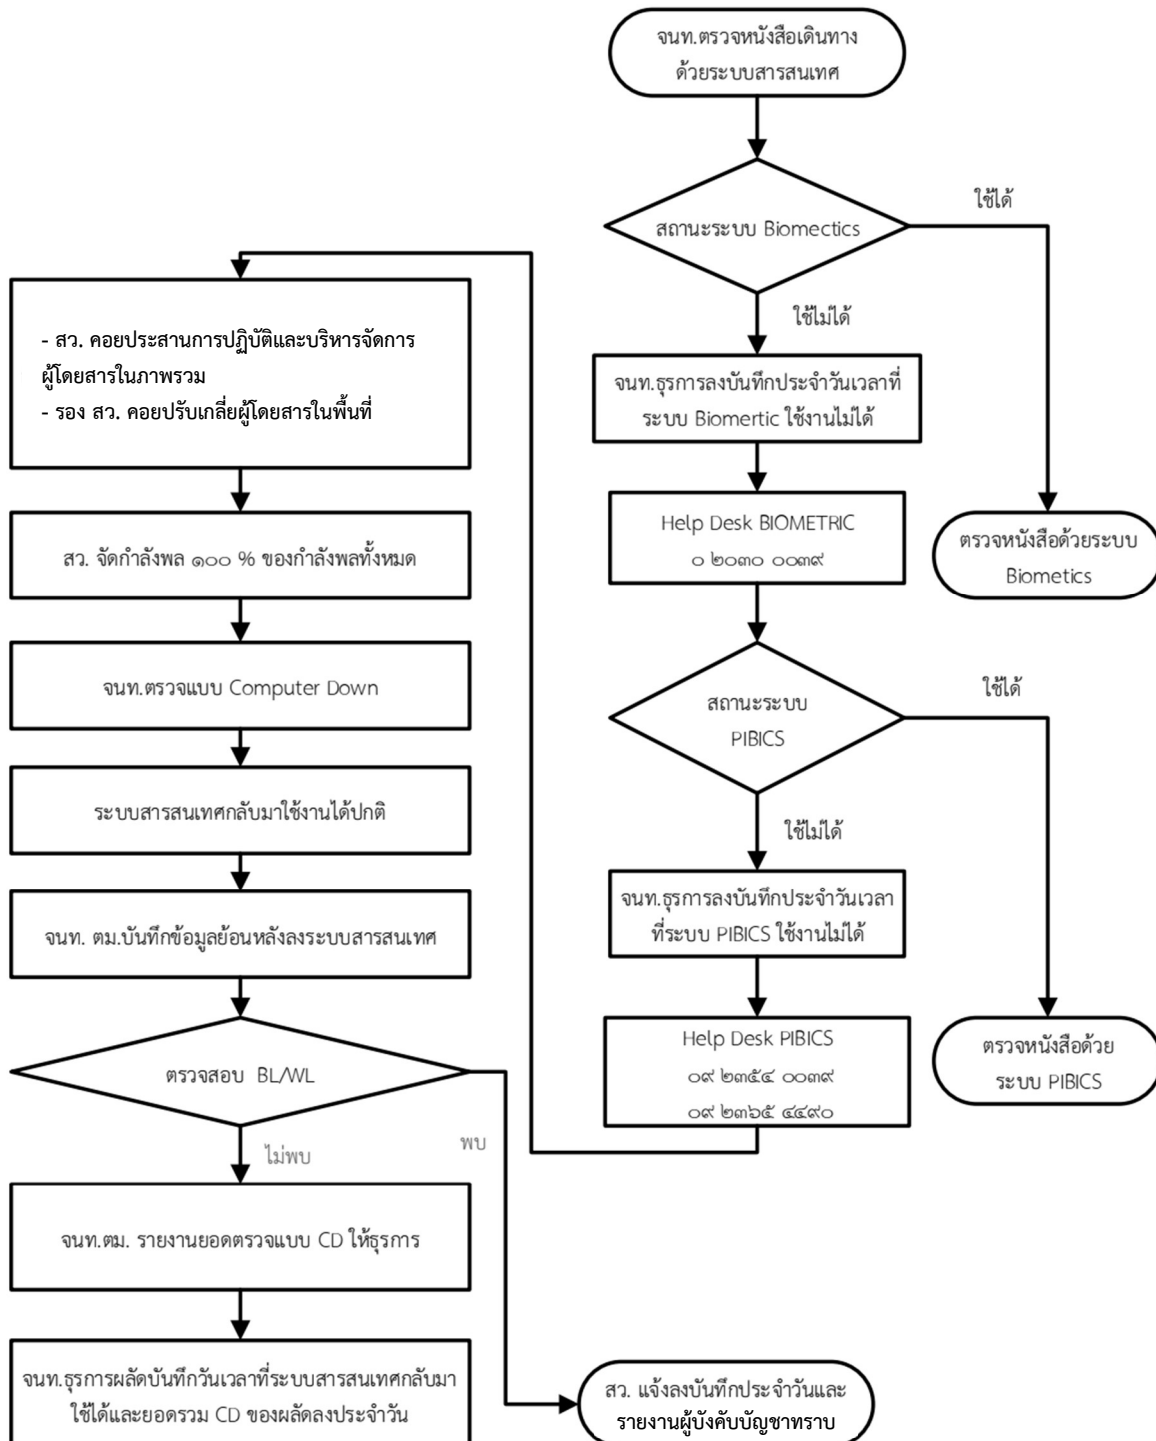 จนท.ตรวจหนังสือเดินทาง
ด้วยระบบสารสนเทศ
สถานะระบบ Biomectics
ใช้ได้
ใช้ไม่ได้
จนท.ธุรการลงบันทึกประจำวันเวลาที่
ระบบ Biomertic ใช้งานไม่ได้
Help Desk BIOMETRIC
๐ ๒๐๓๐ ๐๐๓๙
ตรวจหนังสือด้วยระบบ
Biometics
สถานะระบบ
PIBICS
ใช้ได้
ใช้ไม่ได้
จนท.ธุรการลงบันทึกประจำวันเวลา
ที่ระบบ PIBICS ใช้งานไม่ได้
Help Desk PIBICS
๐๙ ๒๓๕๔ ๐๐๓๙
๐๙ ๒๓๖๕ ๔๔๙๐
ตรวจหนังสือด้วย
ระบบ PIBICS
- สว. คอยประสานการปฏิบัติและบริหารจัดการ
ผู้โดยสารในภาพรวม
- รอง สว. คอยปรับเกลี่ยผู้โดยสารในพื้นที่
สว. จัดกำลังพล ๑๐๐ % ของกำลังพลทั้งหมด
จนท.ตรวจแบบ Computer Down
ระบบสารสนเทศกลับมาใช้งานได้ปกติ
จนท. ตม.บันทึกข้อมูลย้อนหลังลงระบบสารสนเทศ
ตรวจสอบ BL/WL
ไม่พบ
พบ
จนท.ตม. รายงานยอดตรวจแบบ CD ให้ธุรการ
จนท.ธุรการผลัดบันทึกวันเวลาที่ระบบสารสนเทศกลับมา
ใช้ได้และยอดรวม CD ของผลัดลงประจำวัน
สว. แจ้งลงบันทึกประจำวันและ
รายงานผู้บังคับบัญชาทราบ